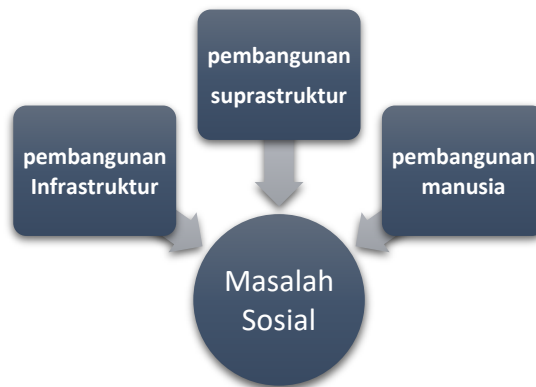 pembangunan
suprastruktur
pembangunan
Infrastruktur
pembangunan
manusia
Masalah
Sosial